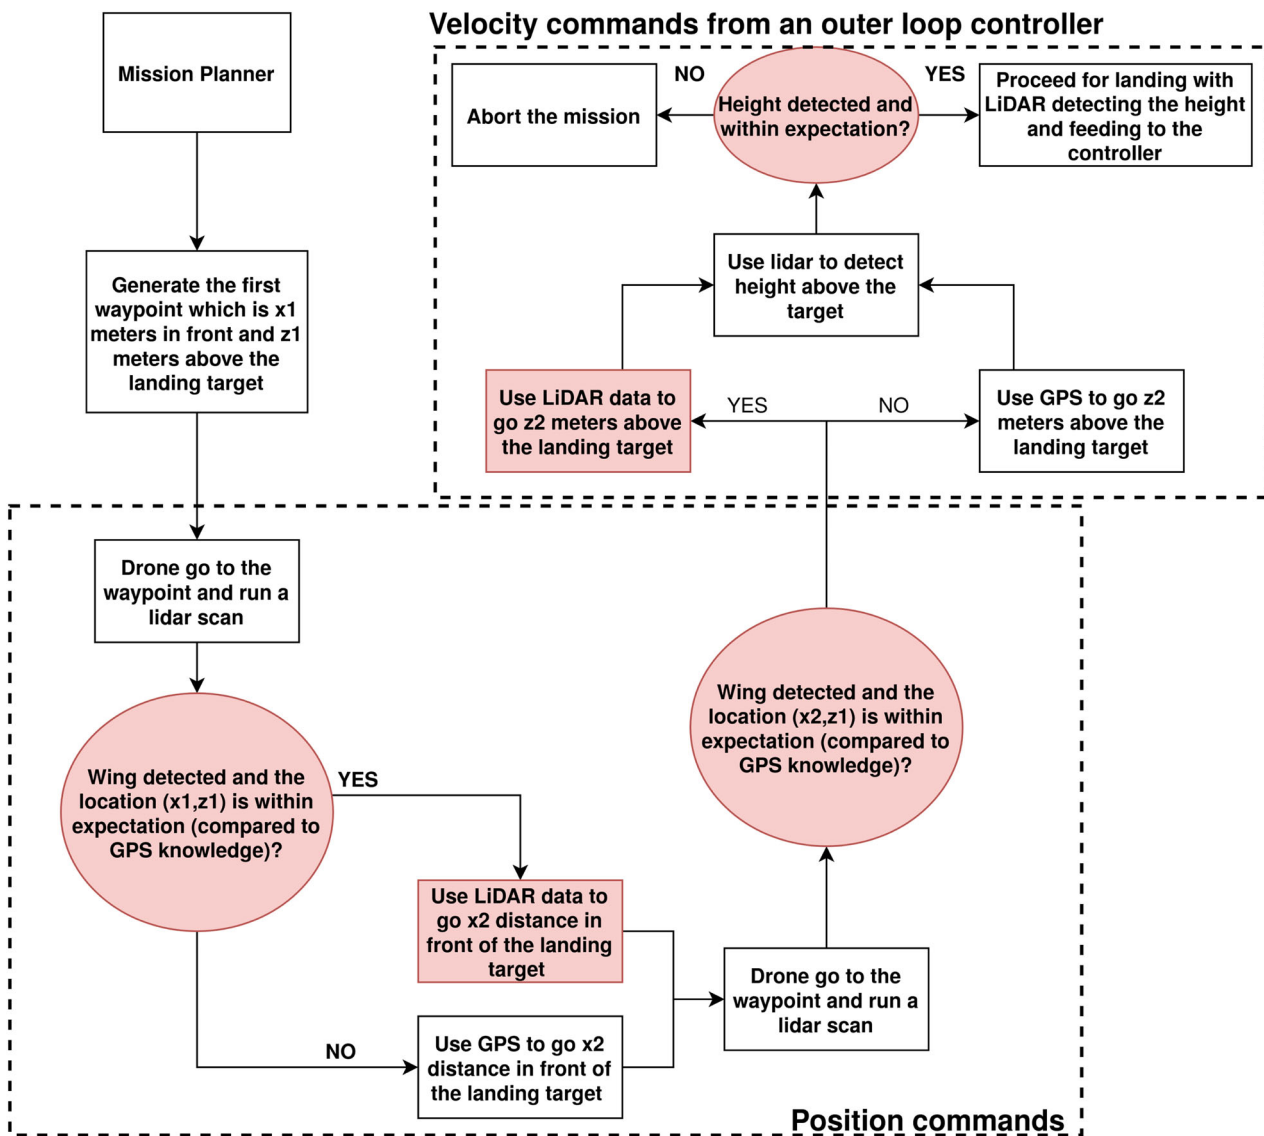 Velocity commands from an outer loop controller
Mission Planner
Generate the first
waypoint which is x1
meters in front and z1
meters above the
landing target
Drone go to the
waypoint and run a
lidar scan
Wing detected and the
location (x1,z1) is within
expectation (compared to
GPS knowledge)?
YES
NO
Use LiDAR data to
go x2 distance in
front of the landing
target
Use GPS to go x2
distance in front of
the landing target
Drone go to the
waypoint and run a
lidar scan
Wing detected and the
location (x2,z1) is within
expectation (compared to
GPS knowledge)?
YES
NO
Use LiDAR data to
go z2 meters above
the landing target
Use GPS to go z2
meters above the
landing target
Use lidar to detect
height above the
target
Height detected and
within expectation?
NO
YES
Abort the mission
Proceed for landing with
LiDAR detecting the height
and feeding to the
controller
Position commands